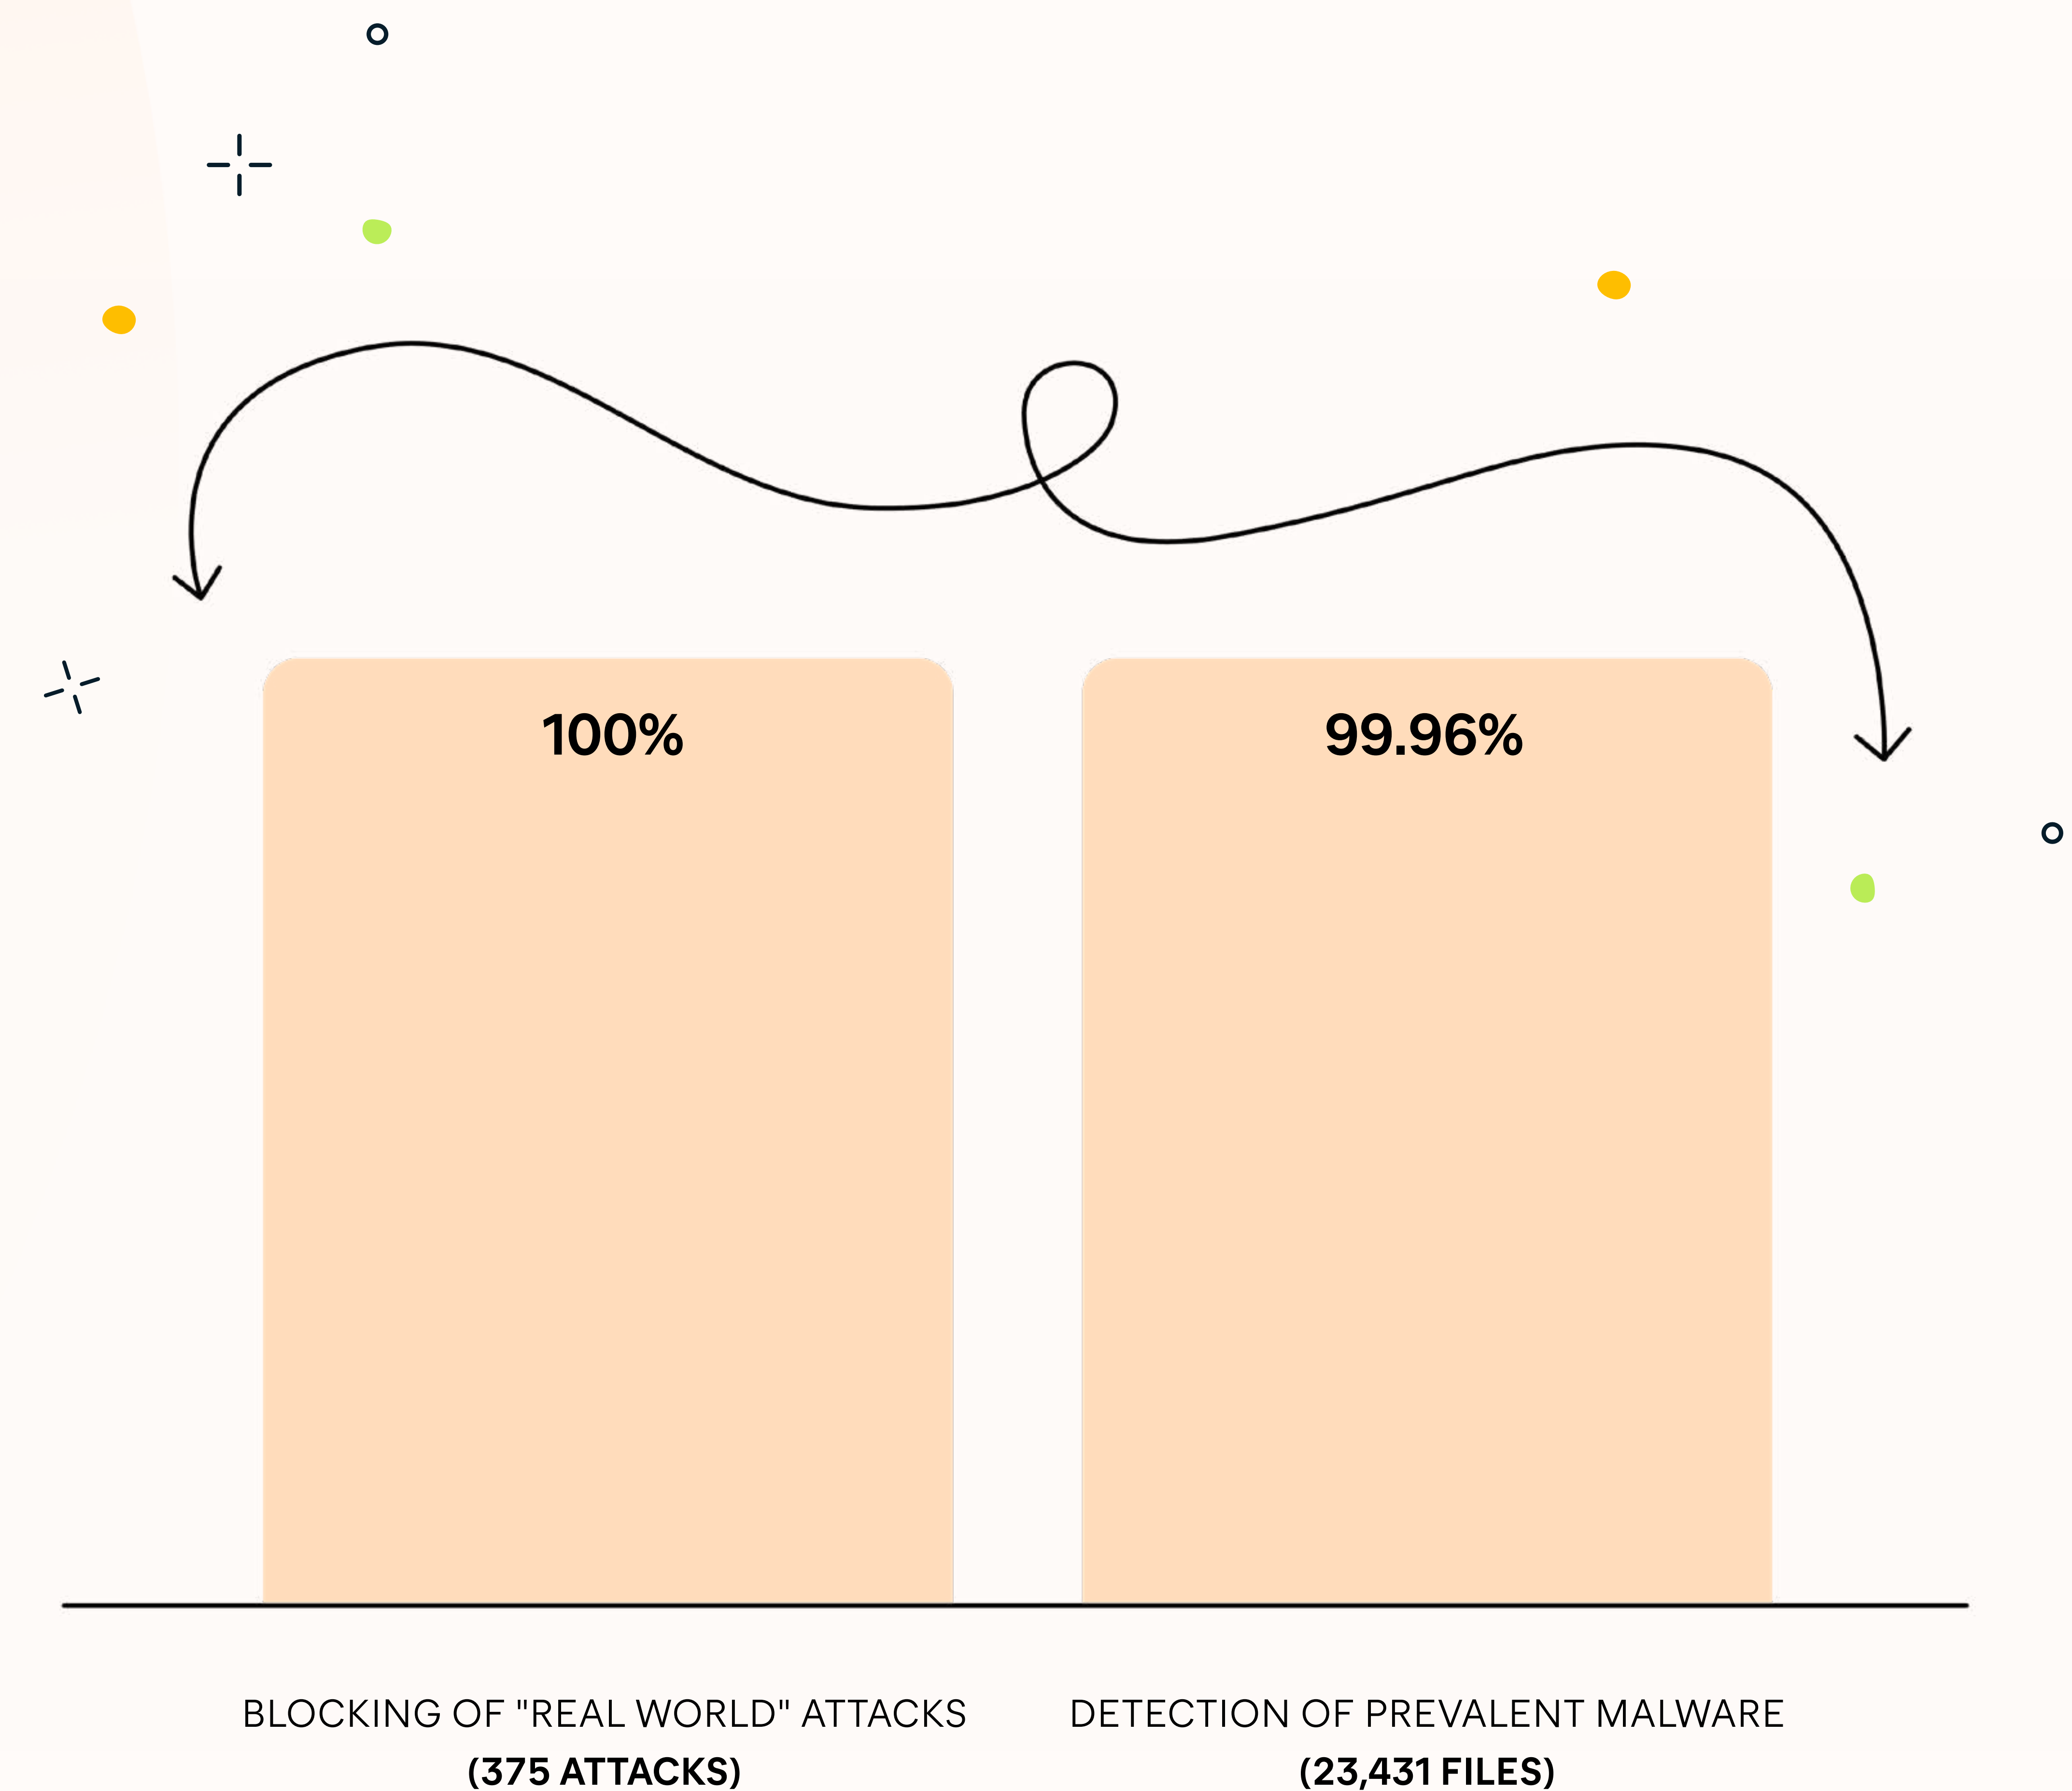 100%
99.96%
BLOCKING OF "REAL WORLD" ATTACKS
(375 ATTACKS)
DETECTION OF PREVALENT MALWARE
(23,431 FILES)